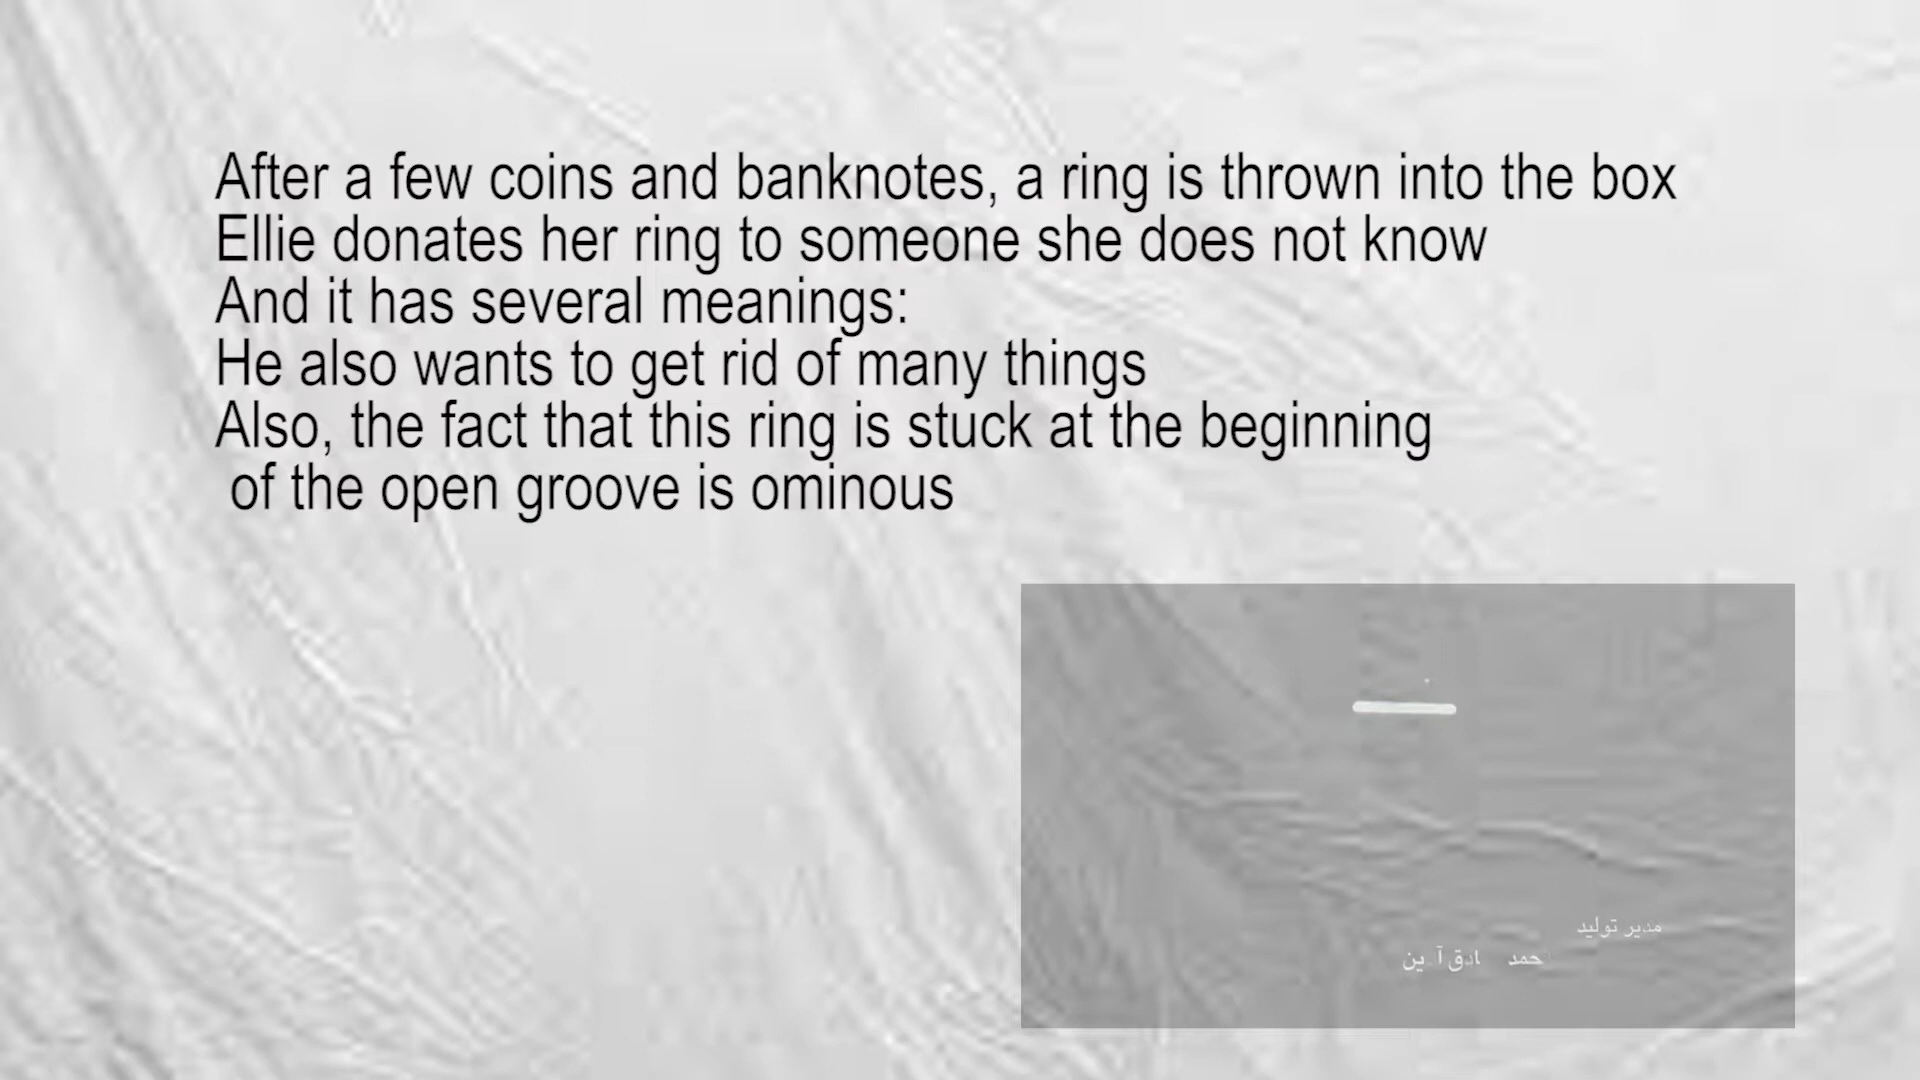 After a few coins and banknotes, a ring is thrown into the box
Ellie donates her ring to someone she does not know
And it has several meanings:
He also wants to get rid of many things
Also, the fact that this ring is stuck at the beginning
of the open groove is ominous
مدیر تولید